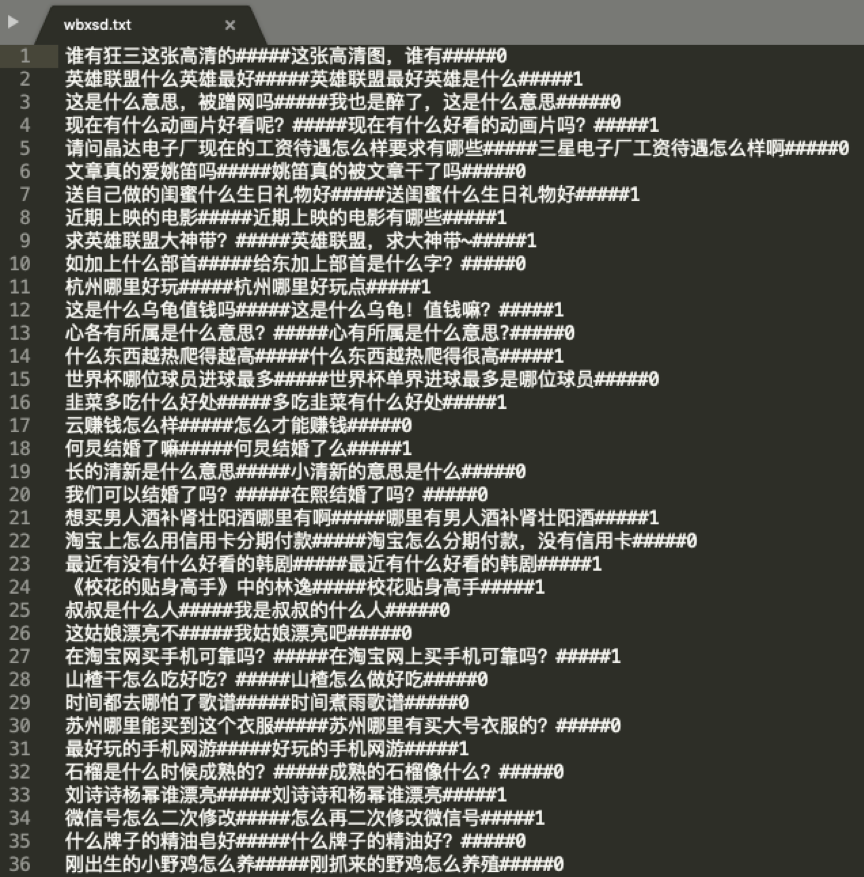 wbxsd.txt
1 谁有狂三这张高清的#####这张高清图，谁有#####0
2 英雄联盟什么英雄最好#####英雄联盟最好英雄是什么#####1
3 这是什么意思，被蹭网吗#####我也是醉了，这是什么意思#####0
4 现在有什么动画片好看呢？#####现在有什么好看的动画片吗？#####1
5 请问晶达电子厂现在的工资待遇怎么样要求有哪些#####三星电子厂工资待遇怎么样啊#####0
6 文章真的爱姚笛吗#####姚笛真的被文章干了吗#####0
7 送自己做的闺蜜什么生日礼物好#####送闺蜜什么生日礼物好#####1
8 近期上映的电影#####近期上映的电影有哪些#####1
9 求英雄联盟大神带？#####英雄联盟，求大神带~#####1
10 如加上什么部首#####给东加上部首是什么字？#####0
11 杭州哪里好玩#####杭州哪里好玩点#####1
12 这是什么乌龟值钱吗#####这是什么乌龟！值钱嘛？#####1
13 心各有所属是什么意思？#####心有所属是什么意思?#####0
14 什么东西越热爬得越高#####什么东西越热爬得很高#####1
15 世界杯哪位球员进球最多#####世界杯单界进球最多是哪位球员#####0
16 韭菜多吃什么好处#####多吃韭菜有什么好处#####1
17 云赚钱怎么样#####怎么才能赚钱#####0
18 何炅结婚了嘛#####何炅结婚了么#####1
19 长的清新是什么意思#####小清新的意思是什么#####0
20 我们可以结婚了吗？#####在熙结婚了吗？#####0
21 想买男人酒补肾壮阳酒哪里有啊#####哪里有男人酒补肾壮阳酒#####1
22 淘宝上怎么用信用卡分期付款#####淘宝怎么分期付款，没有信用卡#####0
23 最近有没有什么好看的韩剧#####最近有什么好看的韩剧#####1
24 《校花的贴身高手》中的林逸#####校花贴身高手#####1
25 叔叔是什么人#####我是叔叔的什么人#####0
26 这姑娘漂亮不#####我姑娘漂亮吧#####0
27 在淘宝网买手机可靠吗？#####在淘宝网上买手机可靠吗？#####1
28 山楂干怎么吃好吃？#####山楂怎么做好吃#####0
29 时间都去哪怕了歌谱#####时间煮雨歌谱#####0
30 苏州哪里能买到这个衣服#####苏州哪里有买大号衣服的？#####0
31 最好玩的手机网游#####好玩的手机网游#####1
32 石榴是什么时候成熟的？#####成熟的石榴像什么？#####0
33 刘诗诗杨幂谁漂亮#####刘诗诗和杨幂谁漂亮#####1
34 微信号怎么二次修改#####怎么再二次修改微信号#####1
35 什么牌子的精油皂好#####什么牌子的精油好？#####0
36 刚出生的小野鸡怎么养#####刚抓来的野鸡怎么养殖#####0